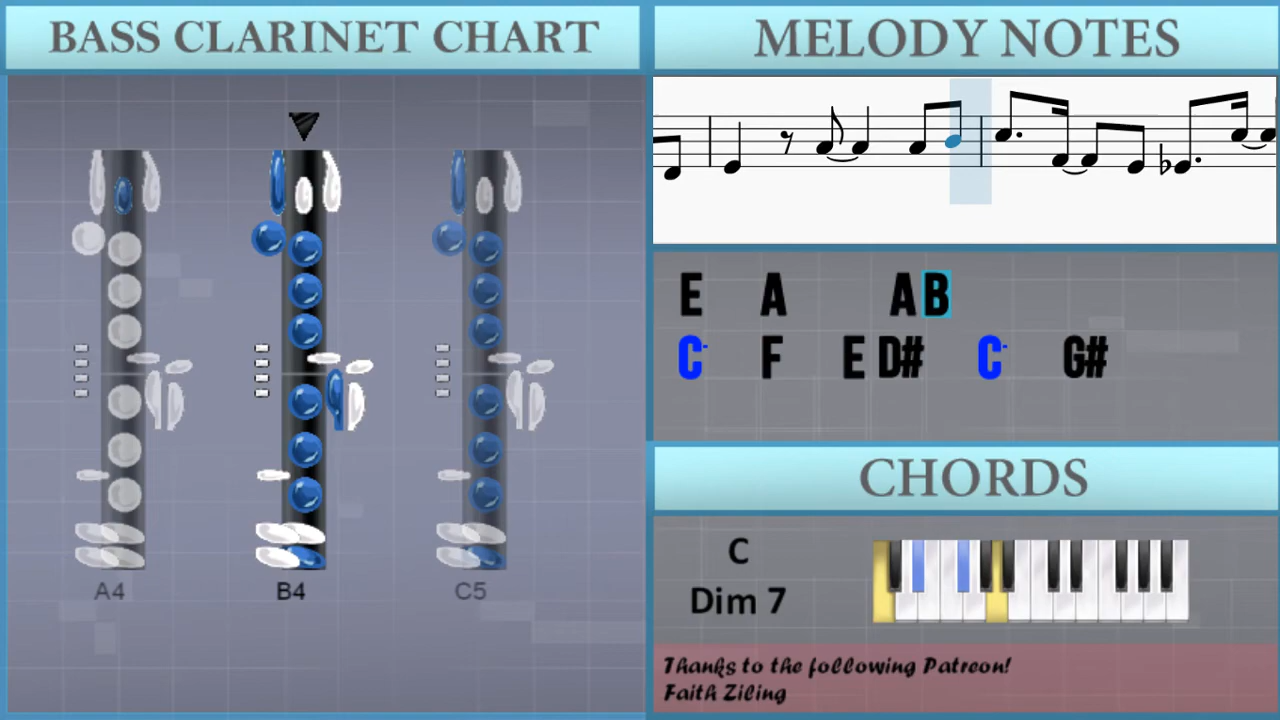 BASS CLARINET CHART
A4 B4 C5
MELODY NOTES
E A A B
C- F E D# C- G#
CHORDS
C
Dim 7
Thanks to the following Patreon!
Faith Ziling